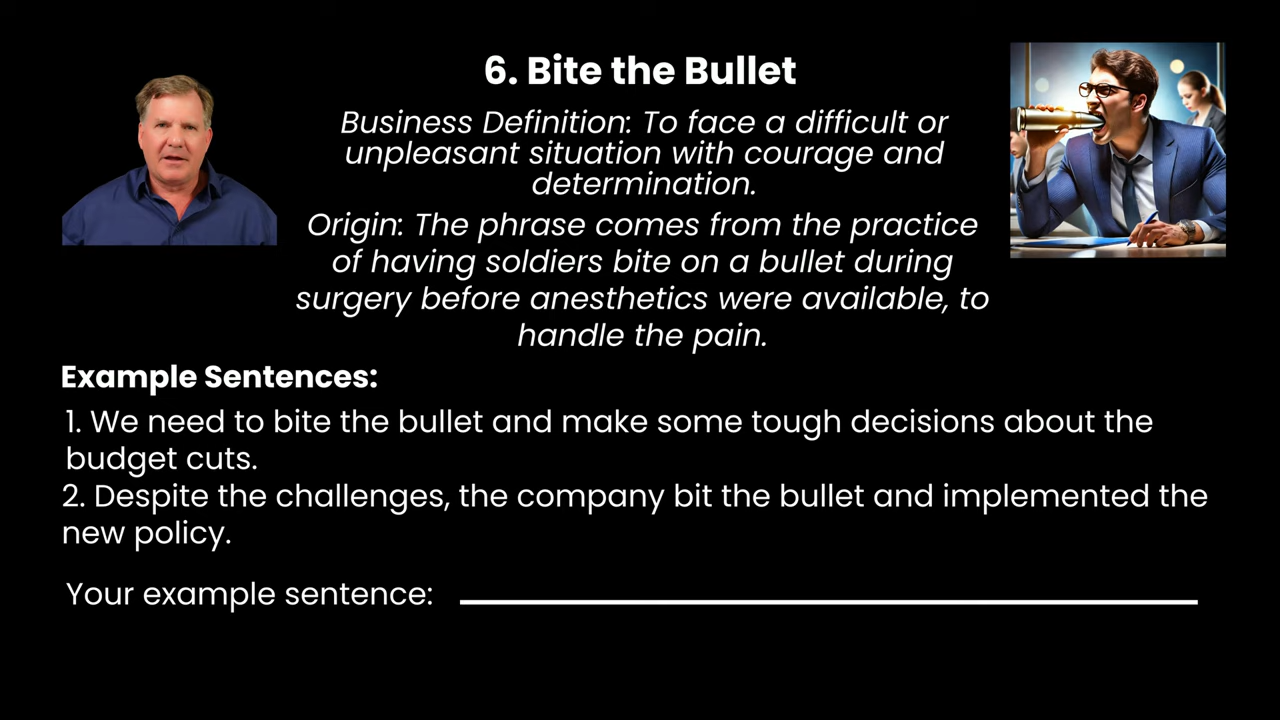 6. Bite the Bullet
Business Definition: To face a difficult or
unpleasant situation with courage and
determination.
Origin: The phrase comes from the practice
of having soldiers bite on a bullet during
surgery before anesthetics were available, to
handle the pain.
Example Sentences:
1. We need to bite the bullet and make some tough decisions about the
budget cuts.
2. Despite the challenges, the company bit the bullet and implemented the
new policy.
Your example sentence: